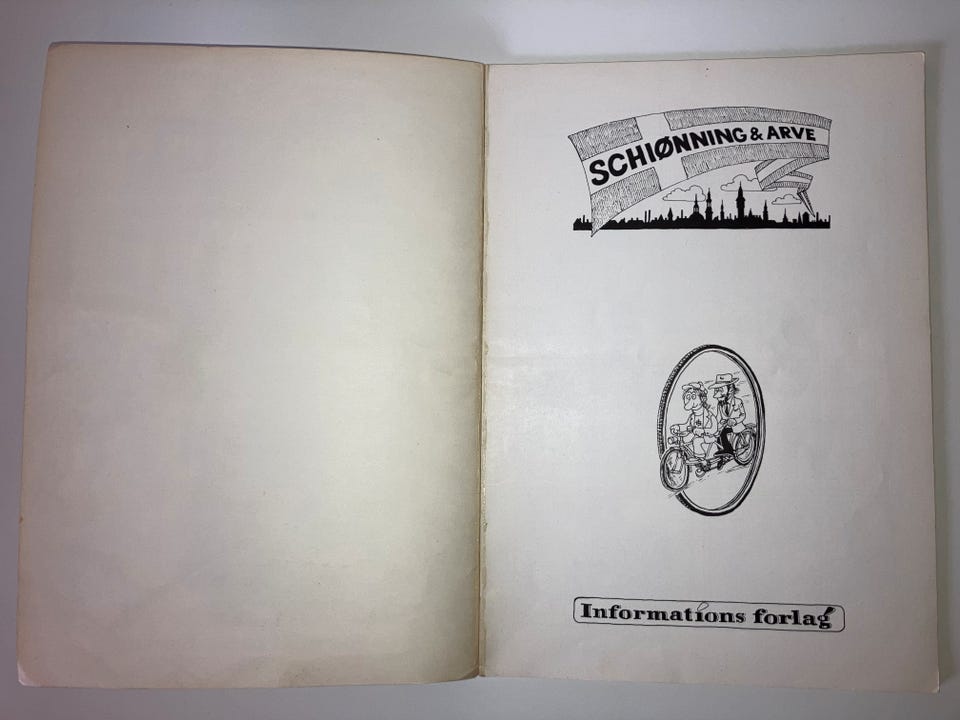 SCHIØNNING & ARVE
Informations forlag